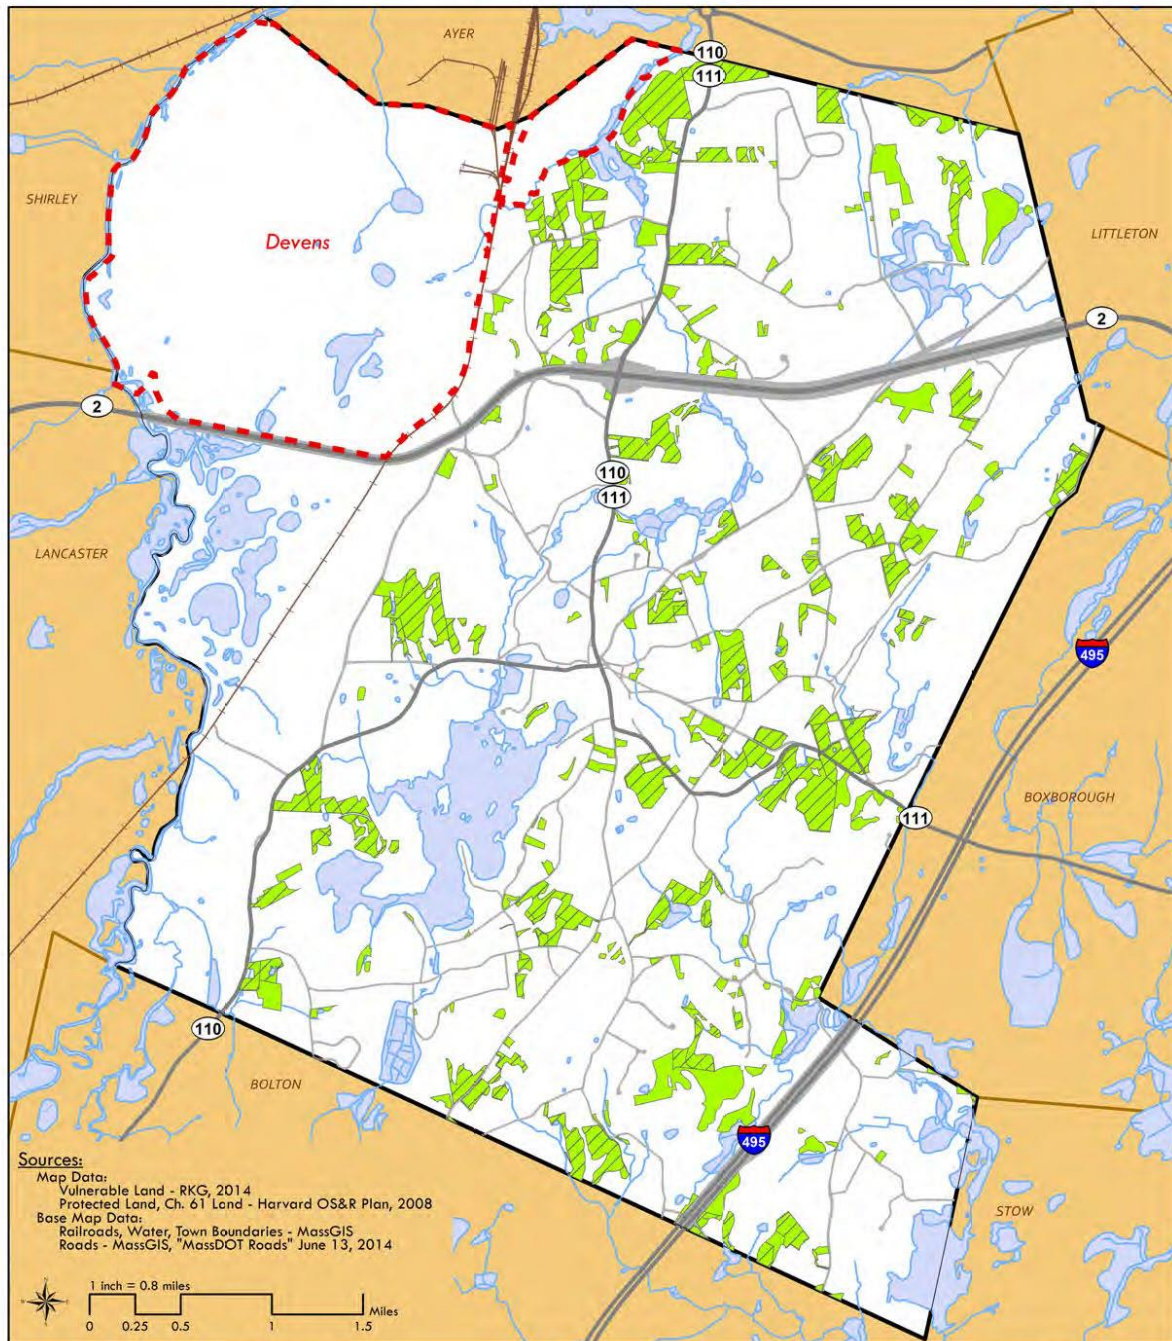 AYER
110
111
SHIRLEY
Devens
LITTLETON
2
2
110
111
LANCASTER
495
BOXBOROUGH
111
110
BOLTON
495
STOW
Sources:
Map Data:
Vulnerable Land - RKG, 2014
Protected Land, Ch. 61 Land - Harvard OS&R Plan, 2008
Base Map Data:
Railroads, Water, Town Boundaries - MassGIS
Roads - MassGIS, "MassDOT Roads" June 13, 2014
1 inch = 0.8 miles
Miles
0 0.25 0.5 1 1.5